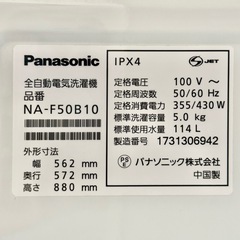 Panasonic
全自動電気洗濯機
品番
NA-F50B10
外形寸法
幅 562 mm
奥行 572 mm
高さ 880 mm
IPX4
S JET
定格電圧 100 V～
定格周波数 50/60 Hz
定格消費電力 355/430 W
標準洗濯容量 5.0 kg
標準使用水量 114 L
製造番号 1731306942
PS E パナソニック株式会社
中国製